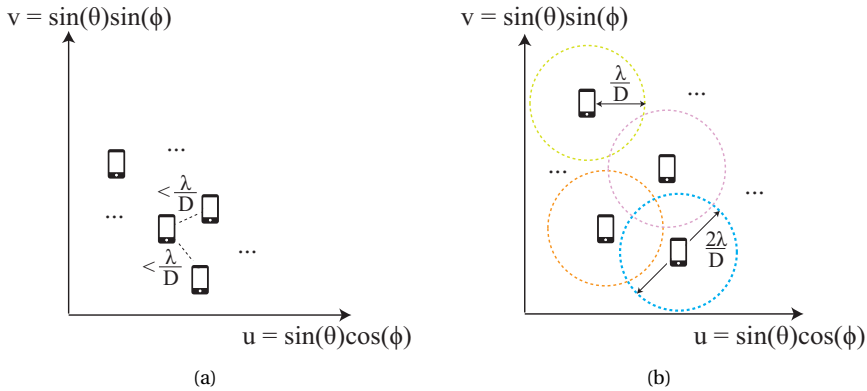 v = sin(θ)sin(ϕ)
...
< λ/D
...
< λ/D
...
u = sin(θ)cos(ϕ)
(a)
v = sin(θ)sin(ϕ)
λ/D
...
...
...
2λ/D
u = sin(θ)cos(ϕ)
(b)